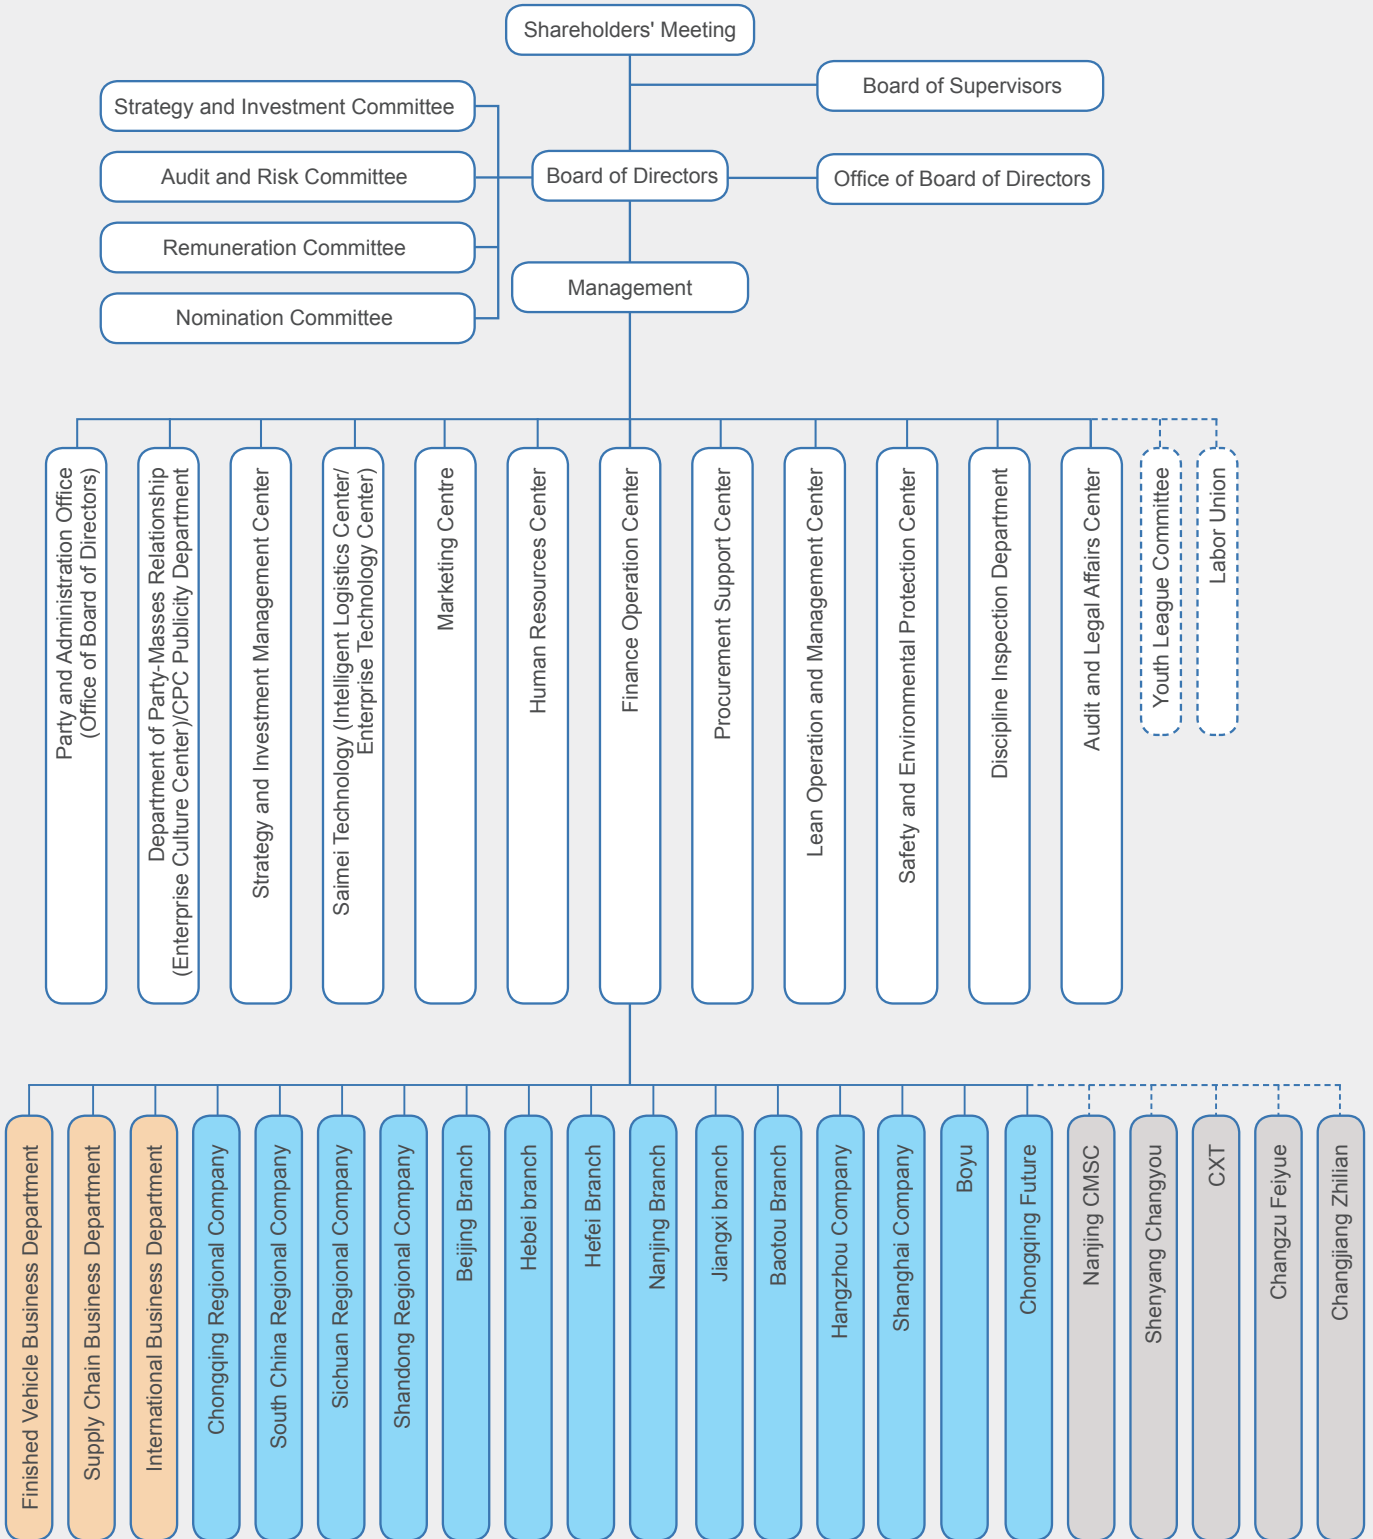 Shareholders' Meeting
Board of Supervisors
Strategy and Investment Committee
Audit and Risk Committee
Board of Directors
Office of Board of Directors
Remuneration Committee
Management
Nomination Committee
Party and Administration Office
(Office of Board of Directors)
Department of Party-Masses Relationship
(Enterprise Culture Center)/CPC Publicity Department
Strategy and Investment Management Center
Saimei Technology (Intelligent Logistics Center/
Enterprise Technology Center)
Marketing Centre
Human Resources Center
Finance Operation Center
Procurement Support Center
Lean Operation and Management Center
Safety and Environmental Protection Center
Discipline Inspection Department
Audit and Legal Affairs Center
Youth League Committee
Labor Union
Finished Vehicle Business Department
Supply Chain Business Department
International Business Department
Chongqing Regional Company
South China Regional Company
Sichuan Regional Company
Shandong Regional Company
Beijing Branch
Hebei branch
Hefei Branch
Nanjing Branch
Jiangxi branch
Baotou Branch
Hangzhou Company
Shanghai Company
Boyu
Chongqing Future
Nanjing CMSC
Shenyang Changyou
CXT
Changzu Feiyue
Changjiang Zhilian